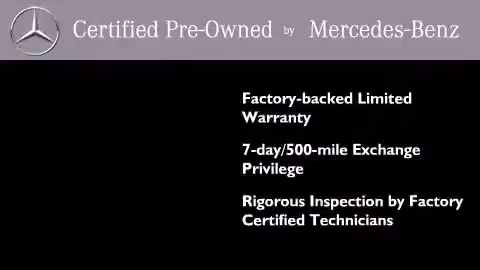 Certified Pre-Owned by Mercedes-Benz
Factory-backed Limited
Warranty
7-day/500-mile Exchange
Privilege
Rigorous Inspection by Factory
Certified Technicians